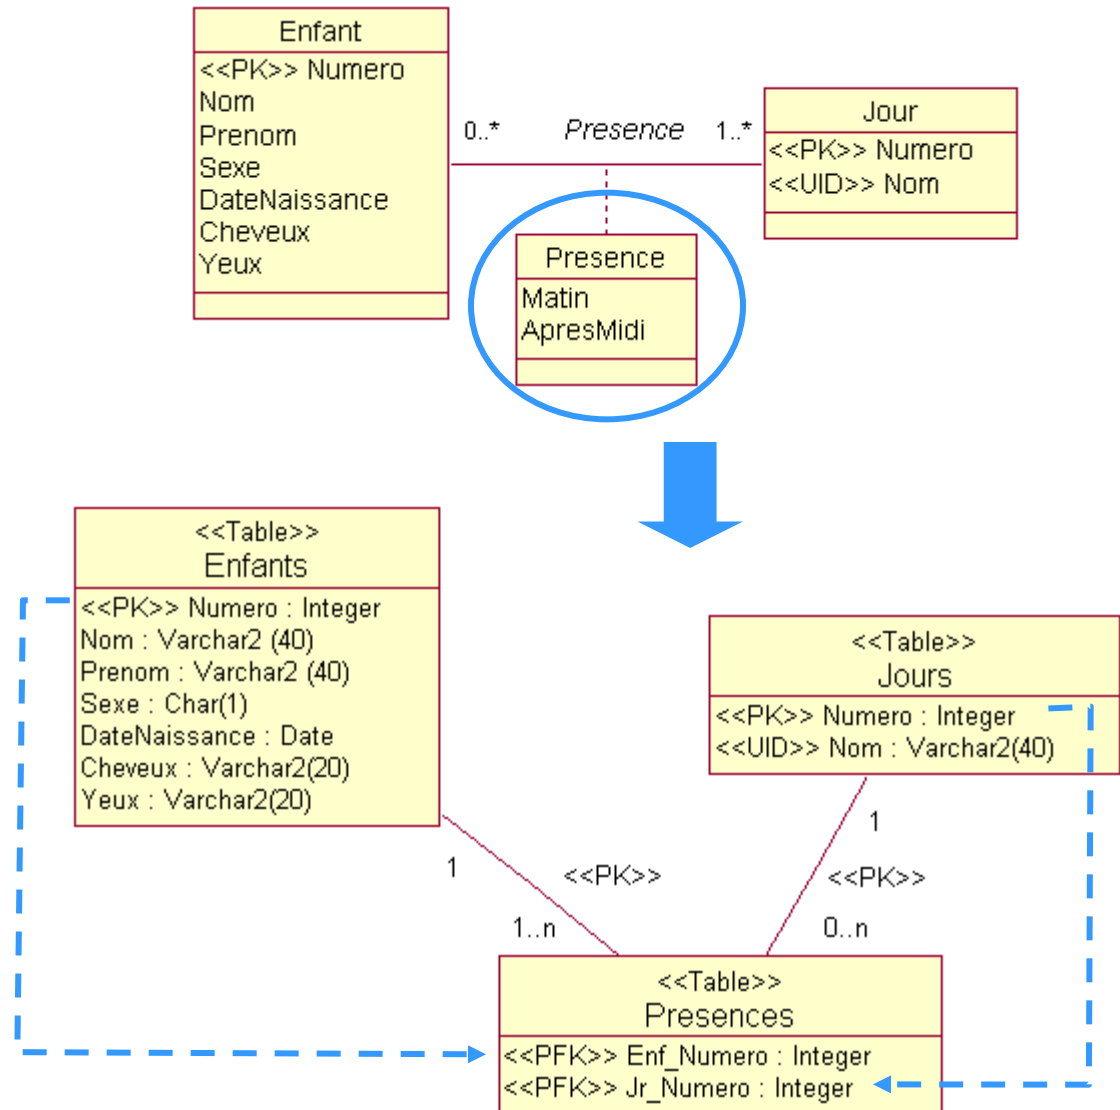 Enfant
<<PK>> Numero
Nom
Prenom
Sexe
DateNaissance
Cheveux
Yeux
0..*
Presence
1..*
Jour
<<PK>> Numero
<<UID>> Nom
Presence
Matin
ApresMidi
<<Table>>
Enfants
<<PK>> Numero : Integer
Nom : Varchar2 (40)
Prenom : Varchar2 (40)
Sexe : Char(1)
DateNaissance : Date
Cheveux : Varchar2(20)
Yeux : Varchar2(20)
<<Table>>
Jours
<<PK>> Numero : Integer
<<UID>> Nom : Varchar2(40)
1
<<PK>>
1..n
1
<<PK>>
0..n
<<Table>>
Presences
<<PFK>> Enf_Numero : Integer
<<PFK>> Jr_Numero : Integer